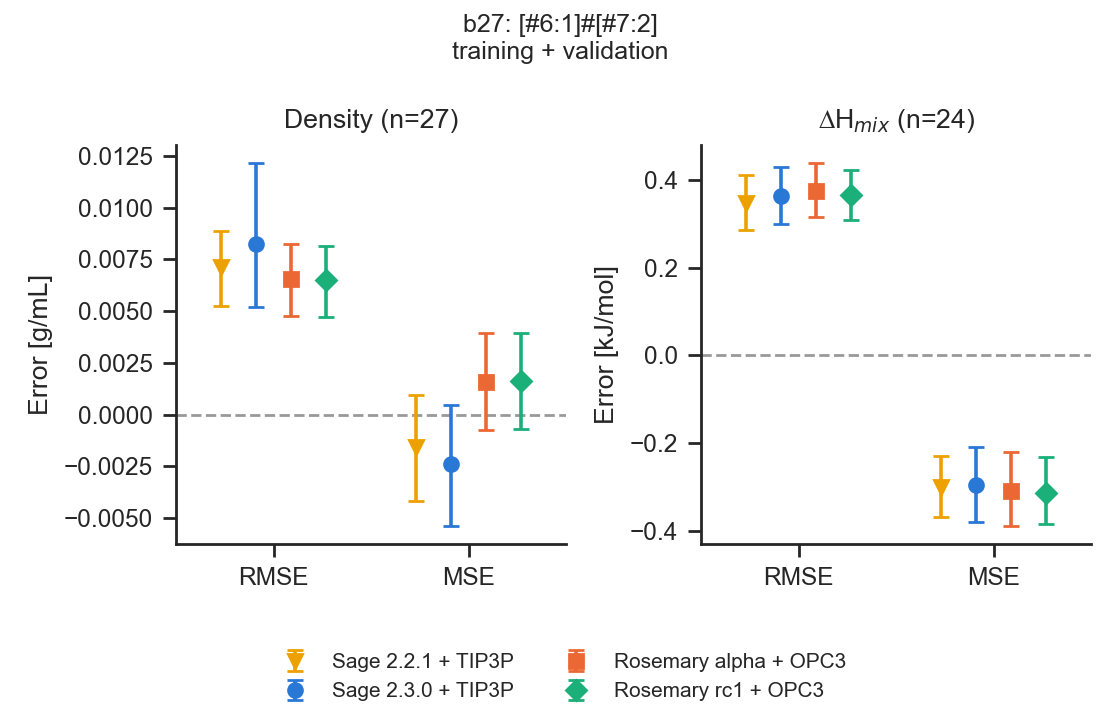 b27: [#6:1]#[#7:2]
training + validation
Density (n=27)
Error [g/mL]
0.0125
0.0100
0.0075
0.0050
0.0025
0.0000
−0.0025
−0.0050
RMSE
MSE
ΔHmix (n=24)
Error [kJ/mol]
0.4
0.2
0.0
−0.2
−0.4
RMSE
MSE
Sage 2.2.1 + TIP3P
Sage 2.3.0 + TIP3P
Rosemary alpha + OPC3
Rosemary rc1 + OPC3